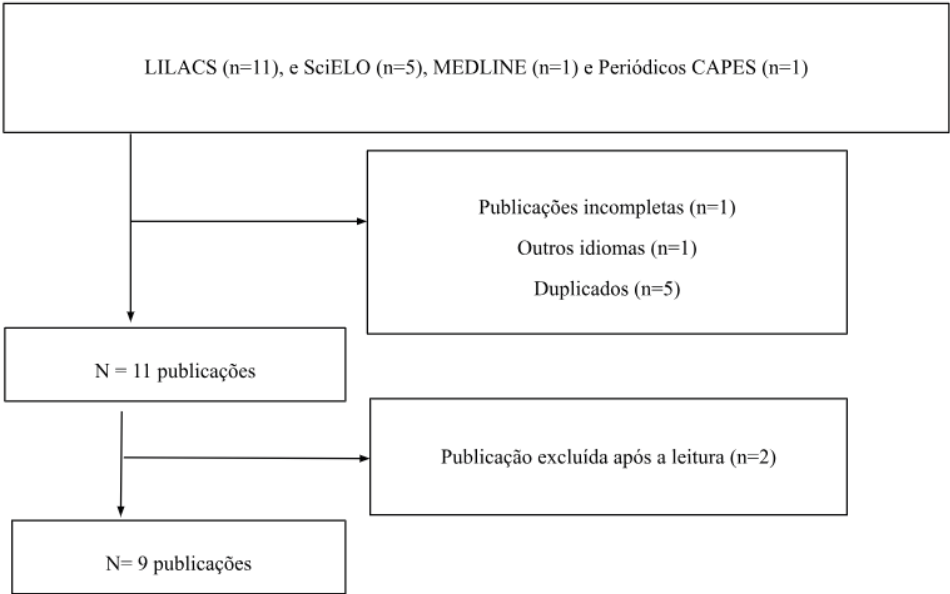 LILACS (n=11), e SciELO (n=5), MEDLINE (n=1) e Periódicos CAPES (n=1)
Publicações incompletas (n=1)
Outros idiomas (n=1)
Duplicados (n=5)
N = 11 publicações
Publicação excluída após a leitura (n=2)
N= 9 publicações